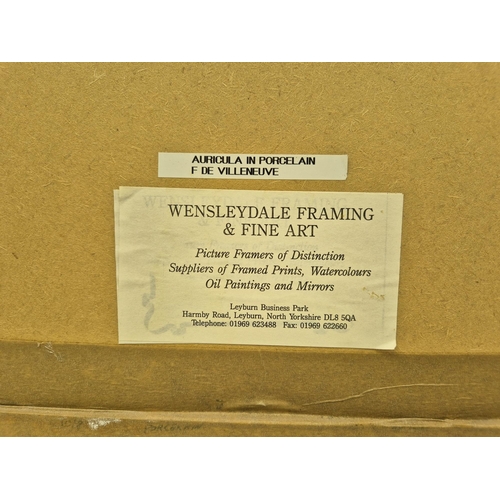 AURICULA IN PORCELAIN
F DE VILLENEUVE
WENSLEYDALE FRAMING
& FINE ART
Picture Framers of Distinction
Suppliers of Framed Prints, Watercolours
Oil Paintings and Mirrors
Leyburn Business Park
Harmby Road, Leyburn, North Yorkshire DL8 5QA
Telephone: 01969 623488 Fax: 01969 622660
PORCELAIN